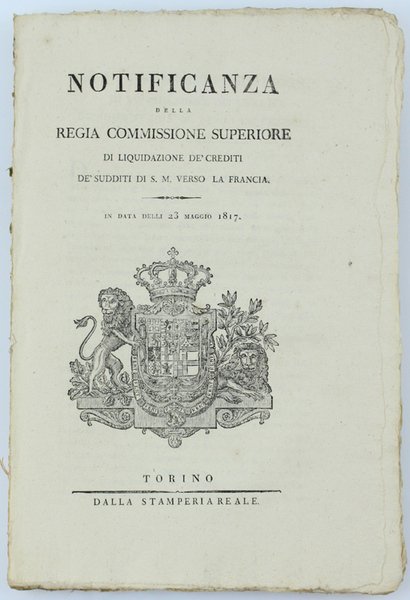 NOTIFICANZA
DELLA
REGIA COMMISSIONE SUPERIORE
DI LIQUIDAZIONE DE' CREDITI
DE' SUDDITI DI S. M. VERSO LA FRANCIA.
IN DATA DELLI 23 MAGGIO 1817.
TORINO
DALLA STAMPERIA REALE.